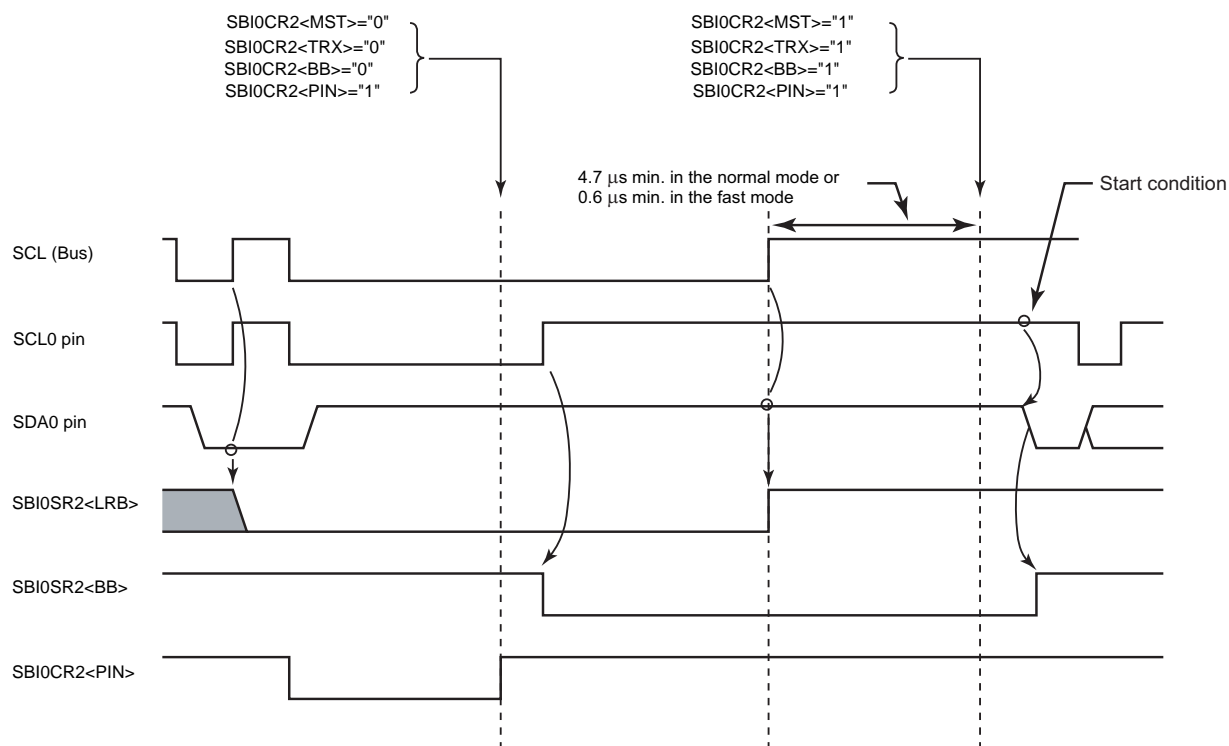 SBI0CR2<MST>="0"
SBI0CR2<TRX>="0"
SBI0CR2<BB>="0"
SBI0CR2<PIN>="1"
SBI0CR2<MST>="1"
SBI0CR2<TRX>="1"
SBI0CR2<BB>="1"
SBI0CR2<PIN>="1"
4.7 μs min. in the normal mode or
0.6 μs min. in the fast mode
Start condition
SCL (Bus)
SCL0 pin
SDA0 pin
SBI0SR2<LRB>
SBI0SR2<BB>
SBI0CR2<PIN>